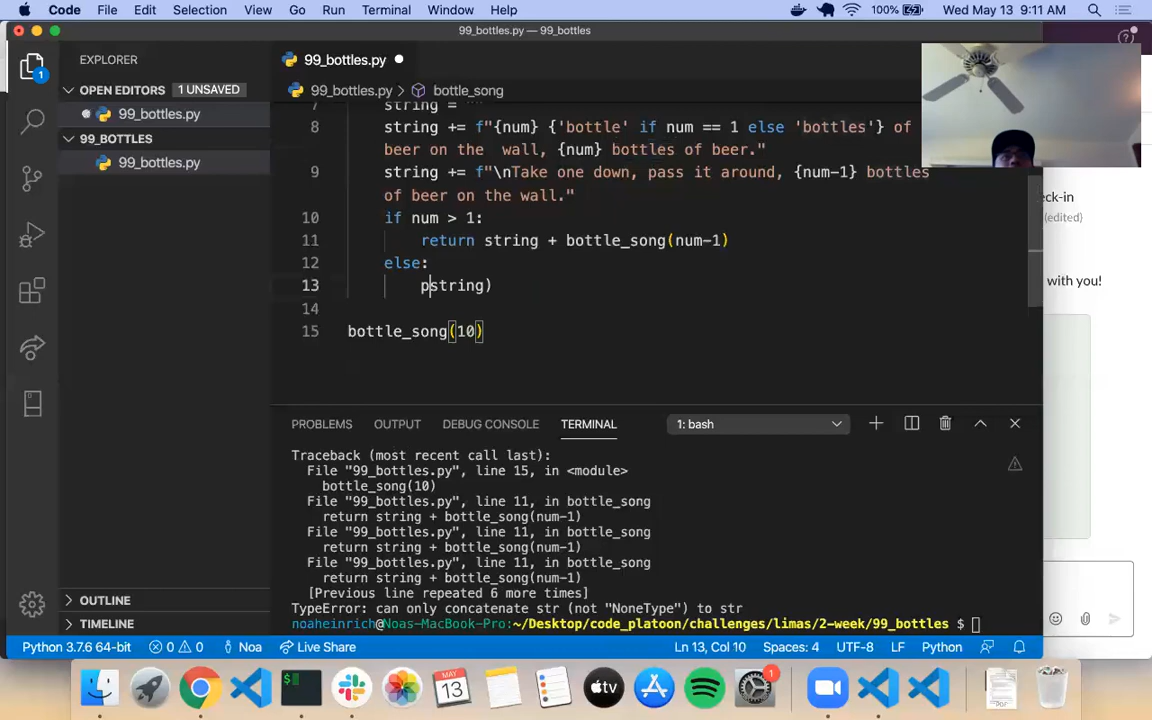 Code File Edit Selection View Go Run Terminal Window Help 100% Wed May 13 9:11 AM
99_bottles.py — 99_bottles
EXPLORER
99_bottles.py
OPEN EDITORS 1 UNSAVED
99_bottles.py > bottle_song
99_bottles.py
99_BOTTLES
99_bottles.py
1
7 string = ""
8 string += f"{num} {'bottle' if num == 1 else 'bottles'} of
beer on the wall, {num} bottles of beer."
9 string += f"\nTake one down, pass it around, {num-1} bottles
of beer on the wall."
10 if num > 1:
11 return string + bottle_song(num-1)
12 else:
13 pstring)
14
15 bottle_song(10)
eck-in
(edited)
with you!
PROBLEMS OUTPUT DEBUG CONSOLE TERMINAL 1: bash
Traceback (most recent call last):
File "99_bottles.py", line 15, in <module>
bottle_song(10)
File "99_bottles.py", line 11, in bottle_song
return string + bottle_song(num-1)
File "99_bottles.py", line 11, in bottle_song
return string + bottle_song(num-1)
File "99_bottles.py", line 11, in bottle_song
return string + bottle_song(num-1)
[Previous line repeated 6 more times]
TypeError: can only concatenate str (not "NoneType") to str
noaheinrich@Noas-MacBook-Pro:~/Desktop/code_platoon/challenges/limas/2-week/99_bottles $
OUTLINE
TIMELINE
Python 3.7.6 64-bit 0 0 Noa Live Share Ln 13, Col 10 Spaces: 4 UTF-8 LF Python
MAY
13
tv
1